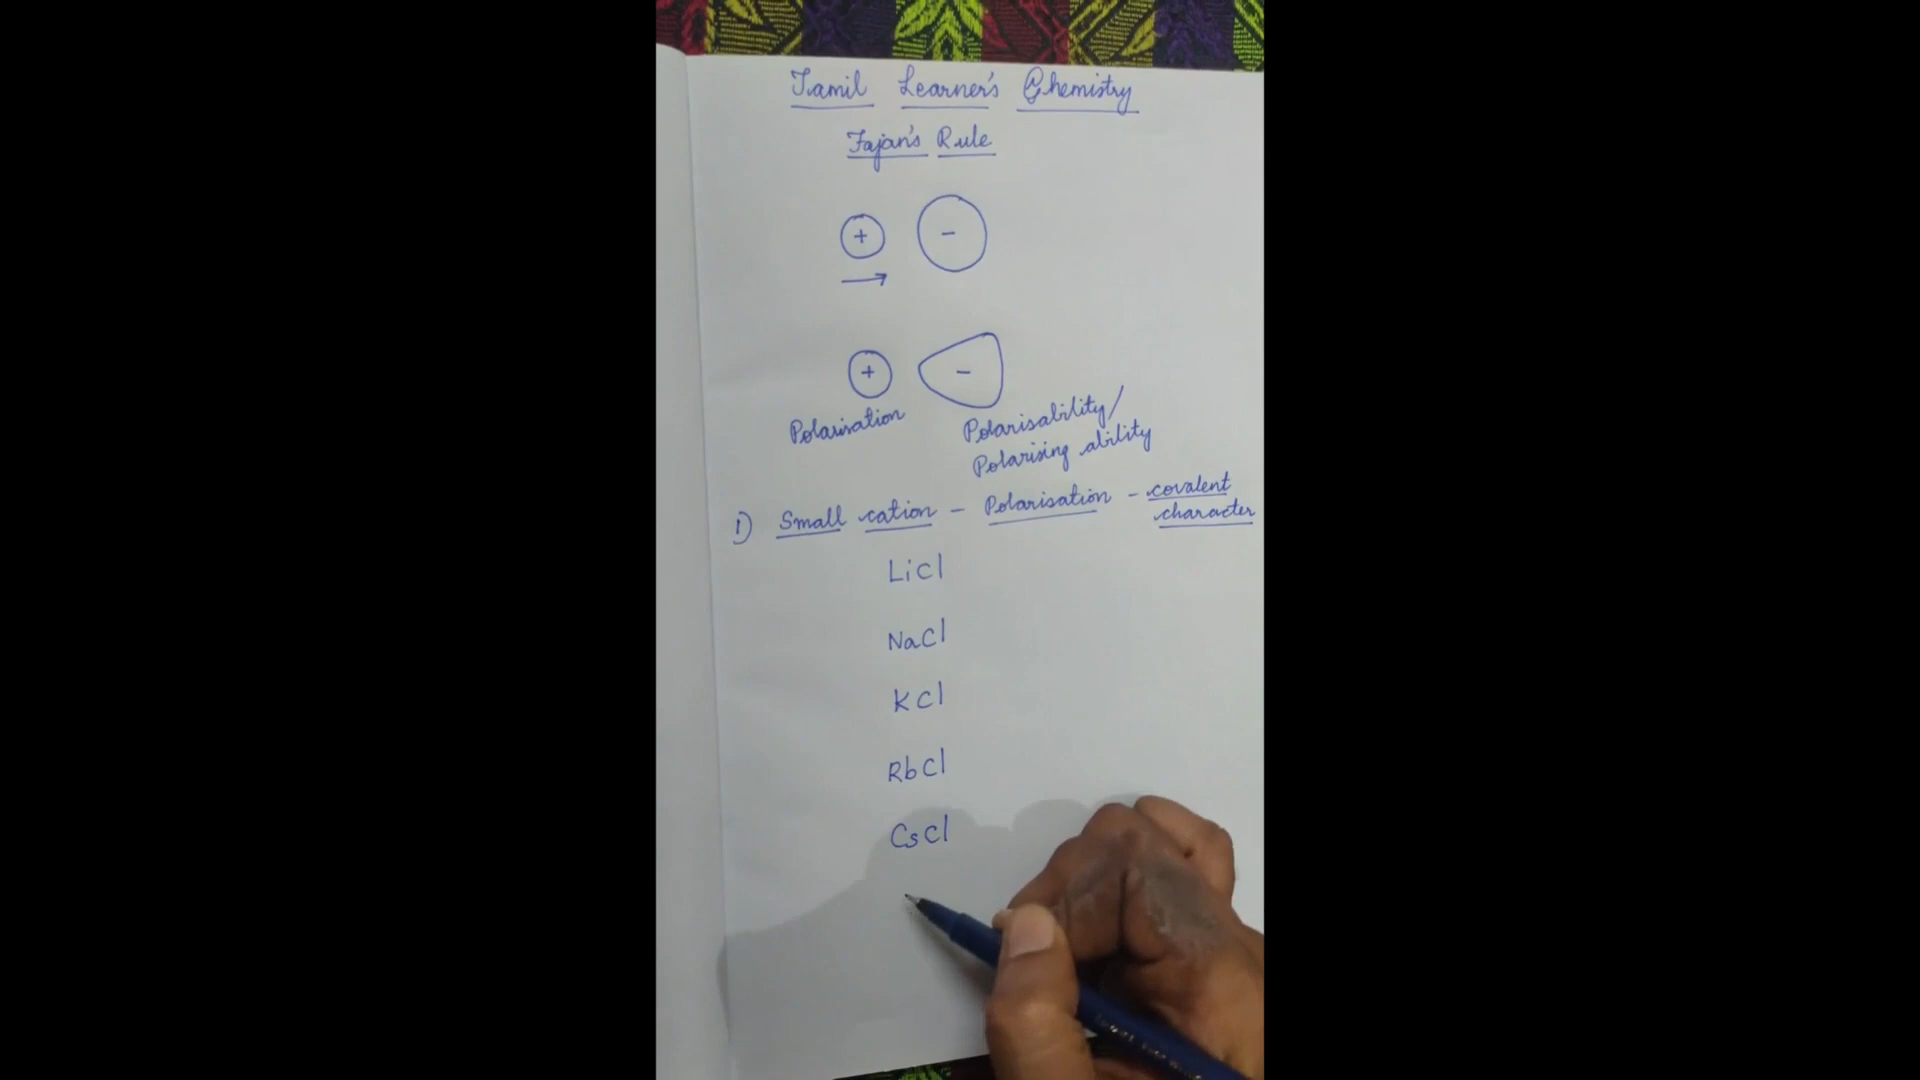 Tamil Learner's Chemistry
Fajan's Rule
+ -
+ -
Polarisation
Polarisability/
Polarising ability
1) Small cation - Polarisation - covalent
character
LiCl
NaCl
KCl
RbCl
CsCl